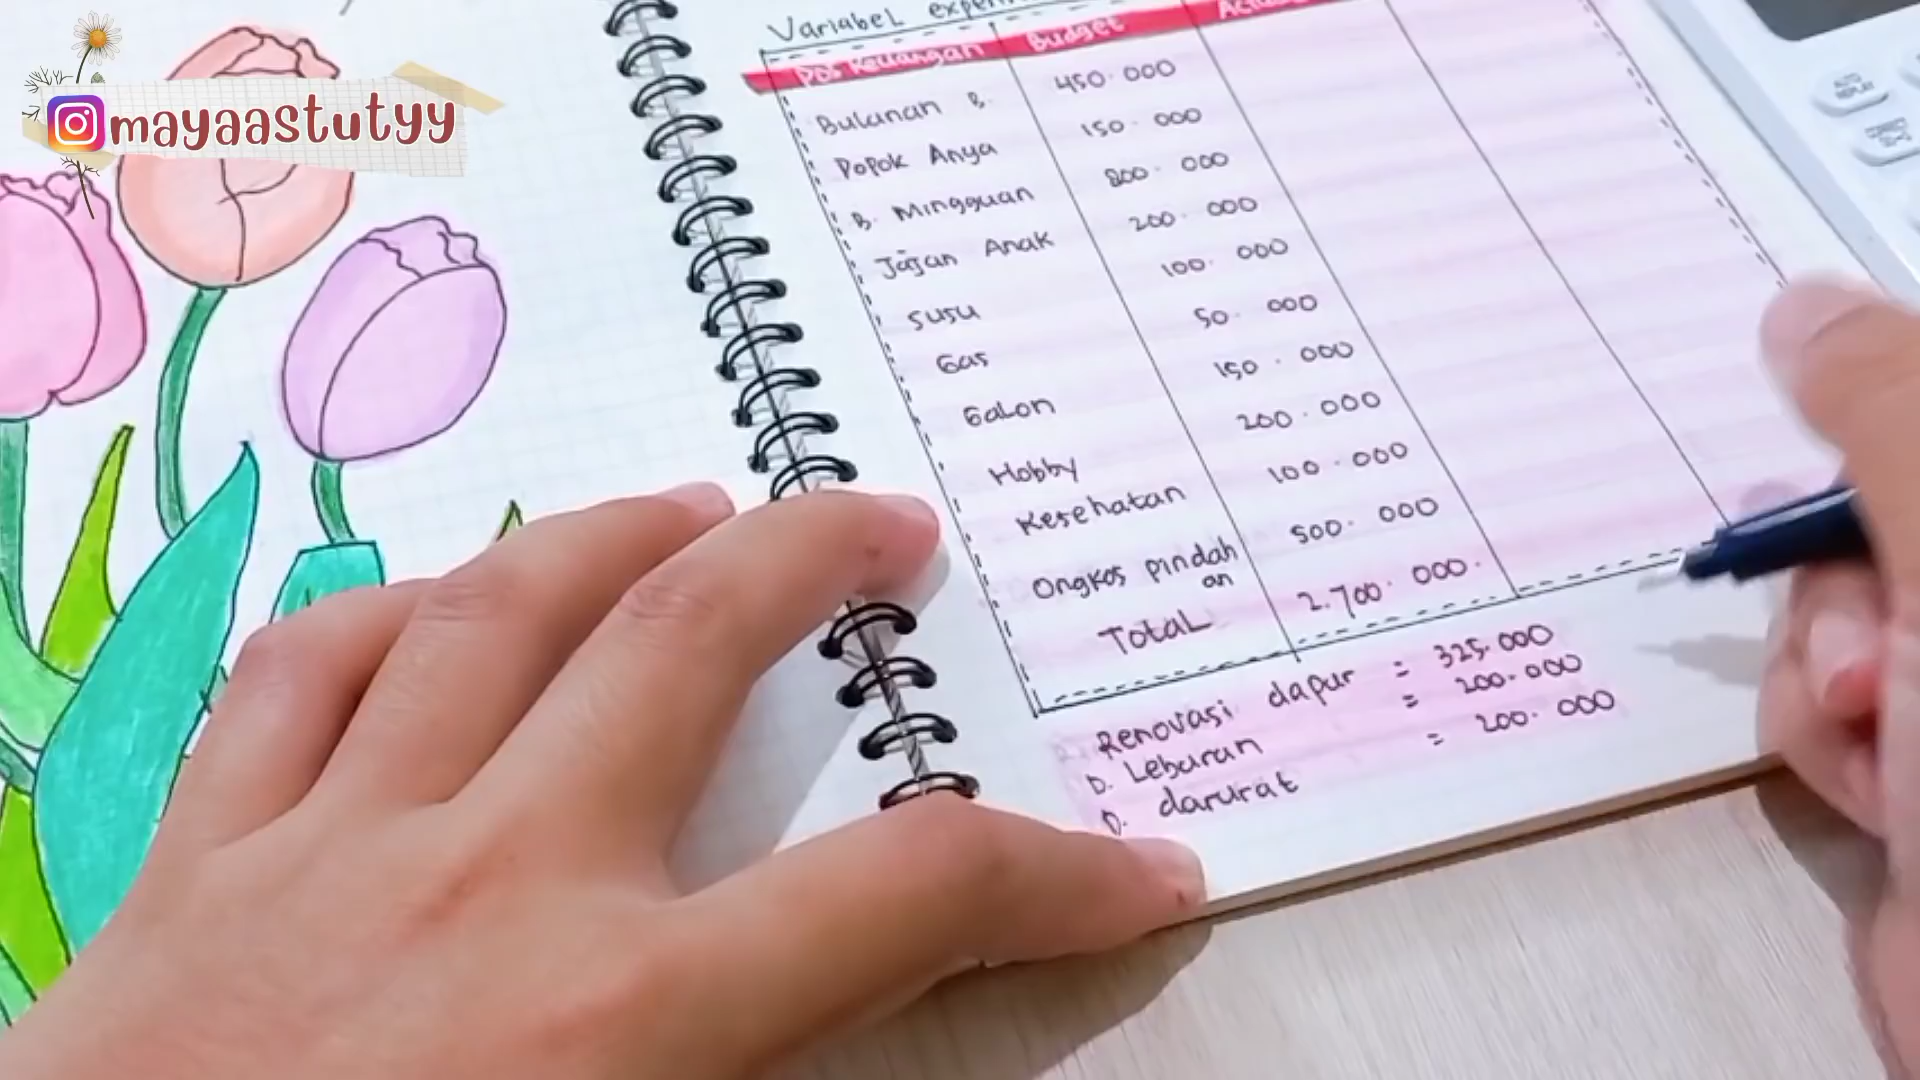 mayaastutyy
Variabel
Pos Keuangan Budget
Bulanan B. 450.000
Popok Anya 150.000
B. Mingguan 800.000
Jajan Anak 200.000
Susu 100.000
Gas 50.000
Galon 150.000
Hobby 200.000
Kesehatan 100.000
Ongkos pindahan 500.000
Total 2.700.000.
Renovasi dapur = 325.000
D. Lebaran = 200.000
D. darurat = 200.000